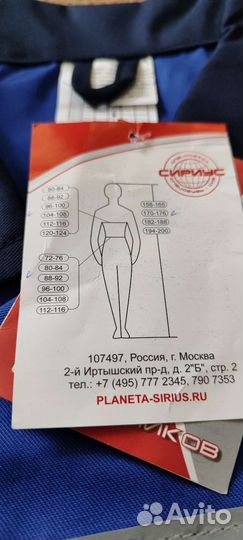 СИРИУС
80-84
88-92
96-100
104-108
112-116
120-124
158-165
170-176
182-188
194-200
72-76
80-84
88-92
96-100
104-108
112-116
107497, Россия, г. Москва
2-й Иртышский пр-д, д. 2"Б", стр. 2
тел.: +7 (495) 777 2345, 790 7353
PLANETA-SIRIUS.RU
Avito